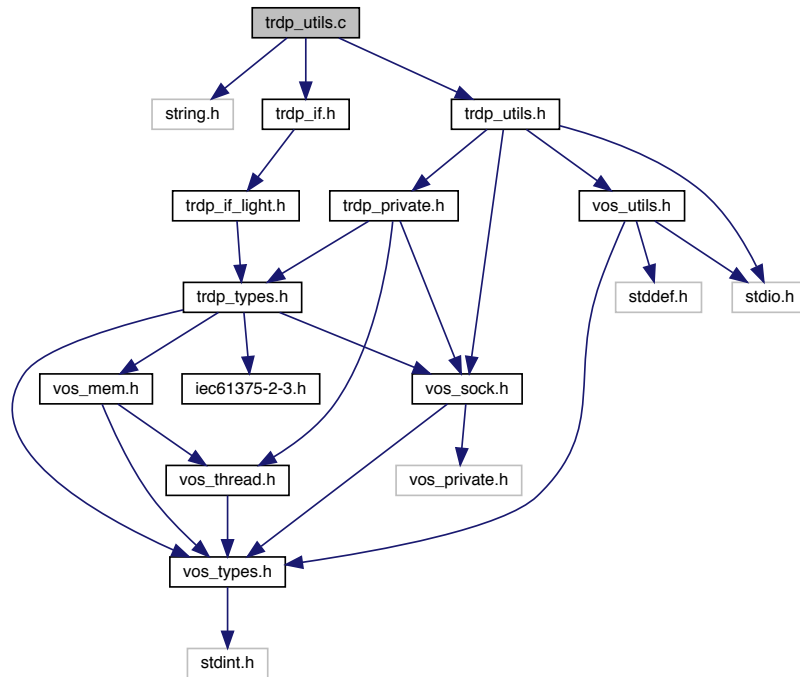 trdp_utils.c
string.h
trdp_if.h
trdp_utils.h
trdp_if_light.h
trdp_private.h
vos_utils.h
trdp_types.h
stddef.h
stdio.h
vos_mem.h
iec61375-2-3.h
vos_sock.h
vos_thread.h
vos_private.h
vos_types.h
stdint.h